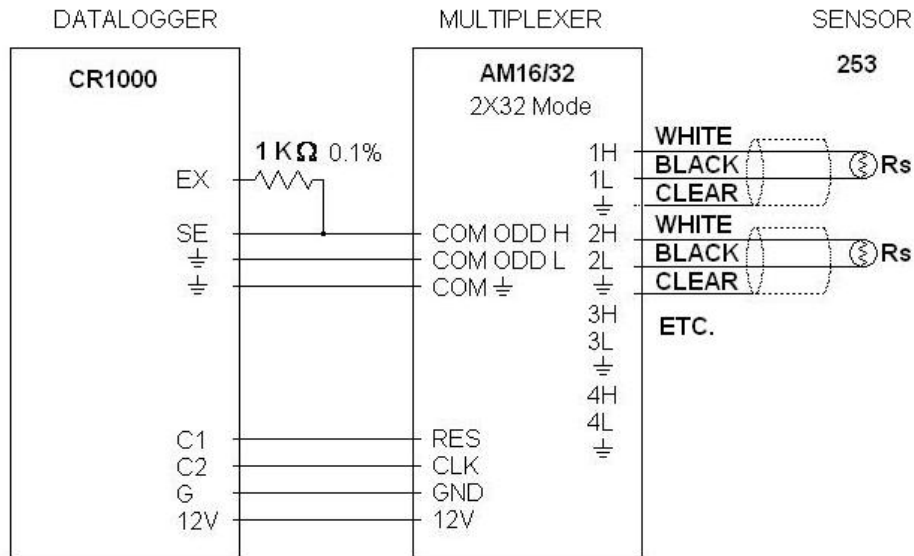 DATALOGGER MULTIPLEXER SENSOR
CR1000
AM16/32
2X32 Mode
253
1 KΩ 0.1%
EX
SE
C1
C2
G
12V
COM ODD H
COM ODD L
COM
RES
CLK
GND
12V
1H
1L
2H
2L
3H
3L
4H
4L
WHITE
BLACK
CLEAR
Rs
WHITE
BLACK
CLEAR
Rs
ETC.